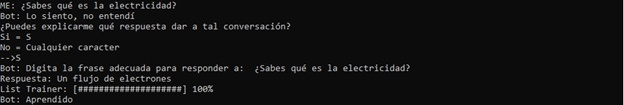 ME: ¿Sabes qué es la electricidad?
Bot: Lo siento, no entendí
¿Puedes explicarme qué respuesta dar a tal conversación?
Si = S
No = Cualquier caracter
-->S
Bot: Digita la frase adecuada para responder a:  ¿Sabes qué es la electricidad?
Respuesta: Un flujo de electrones
List Trainer: [####################] 100%
Bot: Aprendido